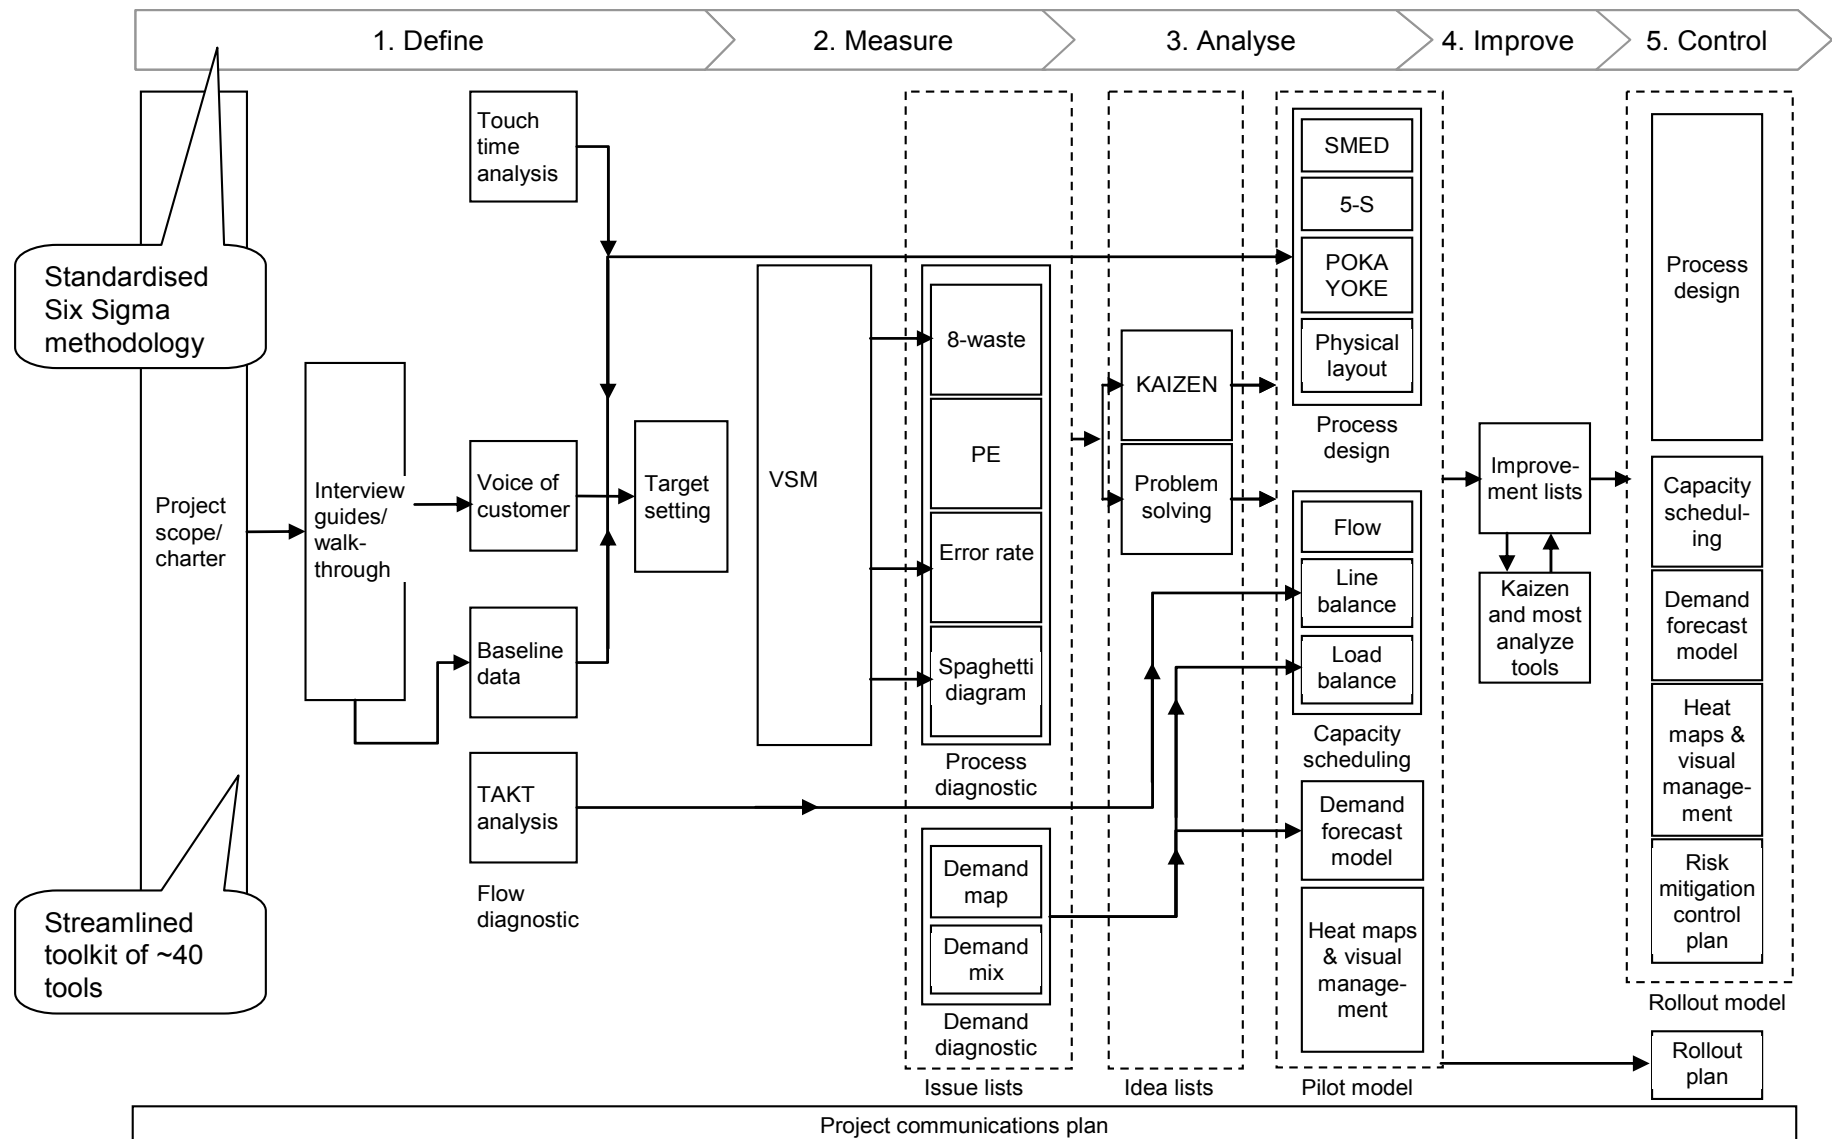 1. Define
2. Measure
3. Analyse
4. Improve
5. Control
Standardised
Six Sigma
methodology
Streamlined
toolkit of ~40
tools
Project
scope/
charter
Interview
guides/
walk-
through
Touch
time
analysis
Voice of
customer
Baseline
data
TAKT
analysis
Flow
diagnostic
Target
setting
VSM
8-waste
PE
Error rate
Spaghetti
diagram
Process
diagnostic
Demand
map
Demand
mix
Demand
diagnostic
Issue lists
KAIZEN
Problem
solving
Idea lists
SMED
5-S
POKA
YOKE
Physical
layout
Process
design
Flow
Line
balance
Load
balance
Capacity
scheduling
Demand
forecast
model
Heat maps
& visual
manage-
ment
Pilot model
Improve-
ment lists
Kaizen
and most
analyze
tools
Process
design
Capacity
schedul-
ing
Demand
forecast
model
Heat
maps &
visual
manage-
ment
Risk
mitigation
control
plan
Rollout model
Rollout
plan
Project communications plan